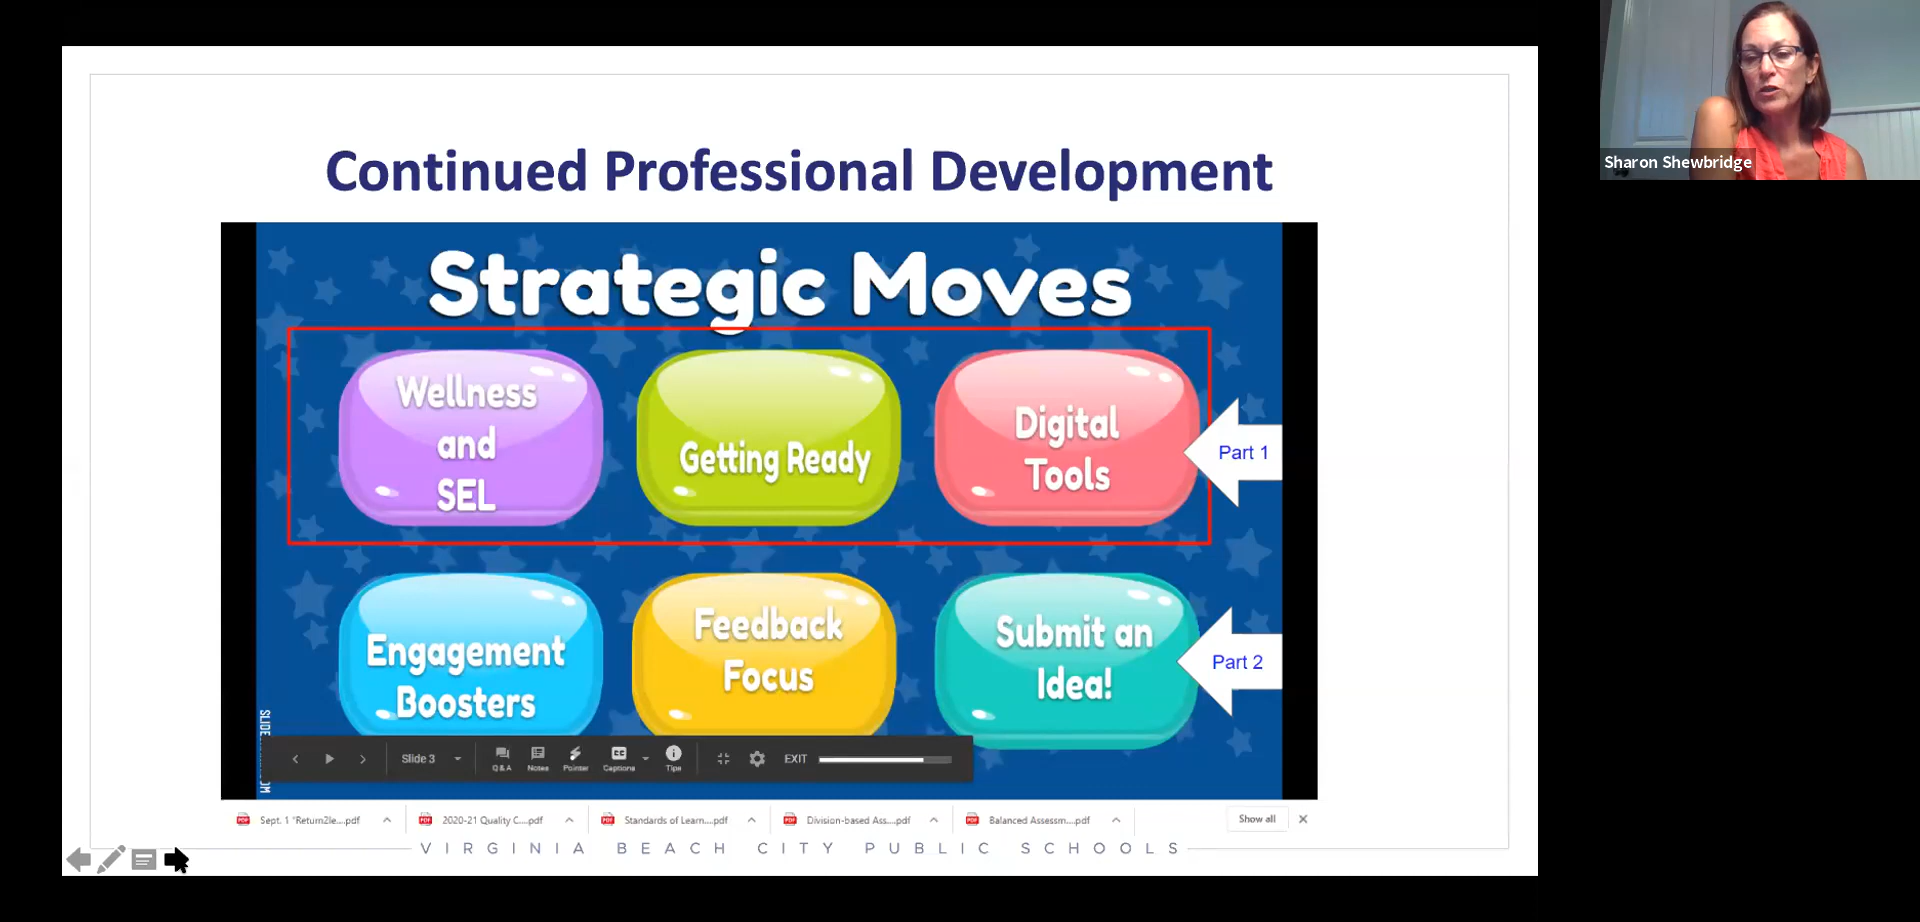 Continued Professional Development
Sharon Shewbridge
Strategic Moves
Wellness
and
SEL
Getting Ready
Digital
Tools
Part 1
Engagement
Boosters
Feedback
Focus
Submit an
Idea!
Part 2
Slide 3
Q&A
Notes
Pointer
Captions
Tips
EXIT
Sept. 1 "Return2le....pdf
2020-21 Quality C....pdf
Standards of Learn....pdf
Division-based Ass....pdf
Balanced Assessm....pdf
Show all
VIRGINIA BEACH CITY PUBLIC SCHOOLS